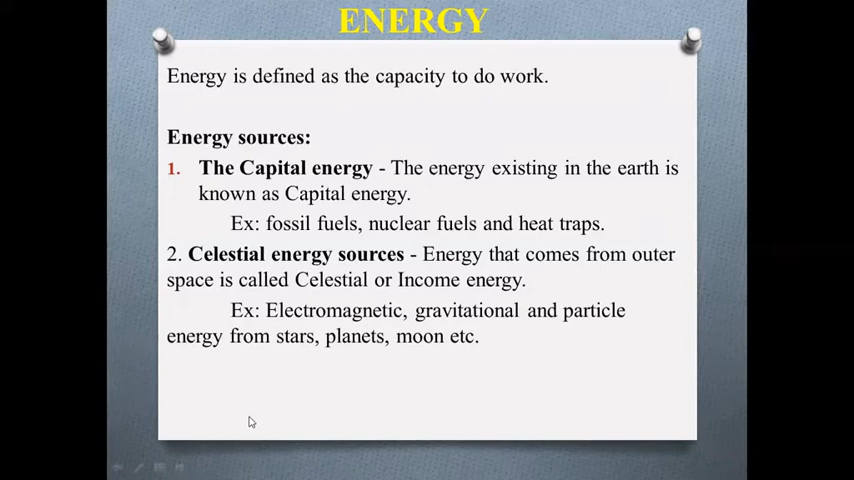 ENERGY
Energy is defined as the capacity to do work.
Energy sources:
1. The Capital energy - The energy existing in the earth is
known as Capital energy.
Ex: fossil fuels, nuclear fuels and heat traps.
2. Celestial energy sources - Energy that comes from outer
space is called Celestial or Income energy.
Ex: Electromagnetic, gravitational and particle
energy from stars, planets, moon etc.